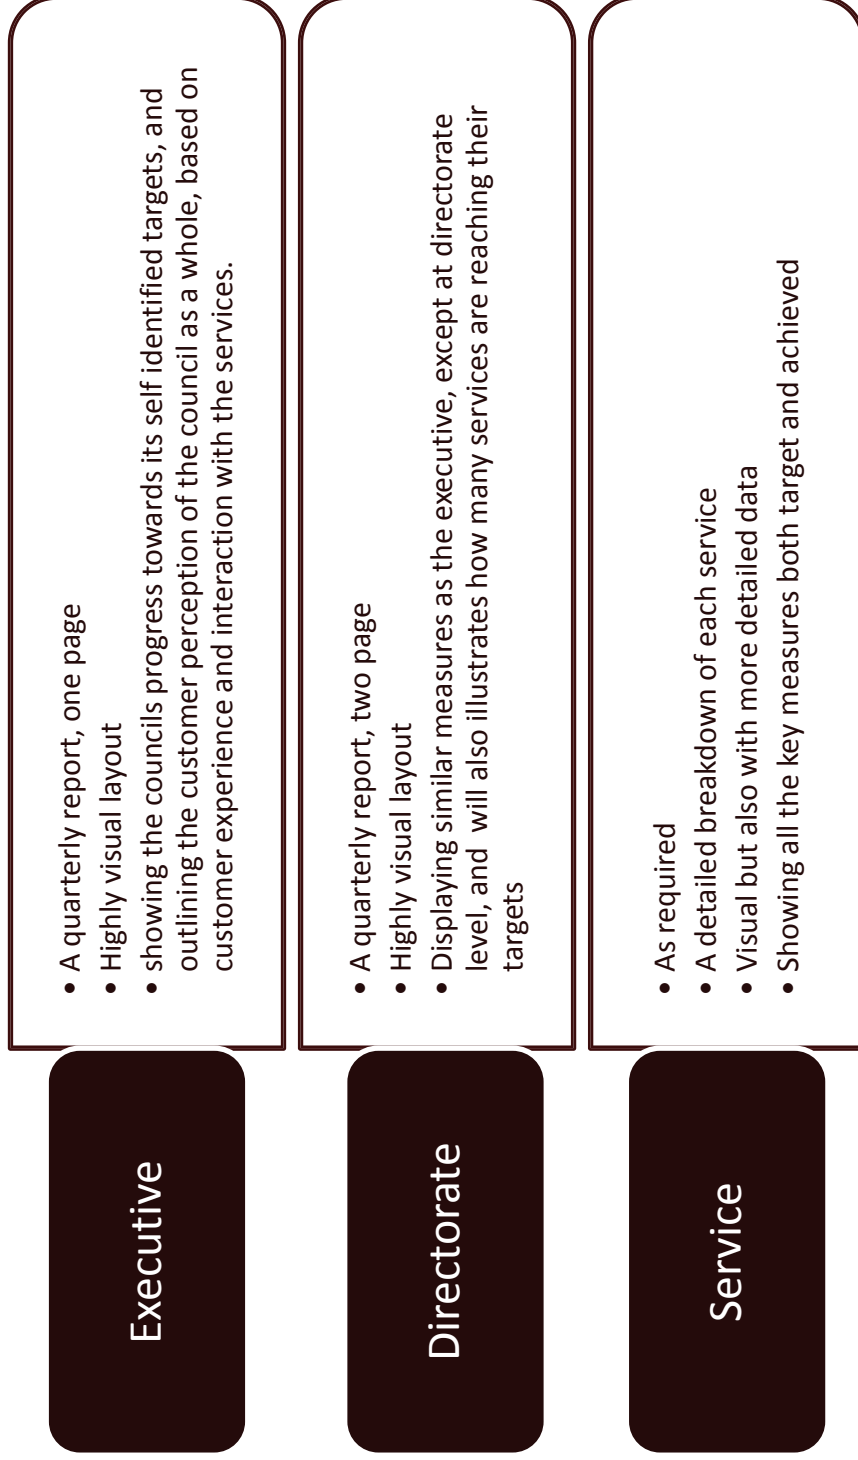 Executive
• A quarterly report, one page
• Highly visual layout
• showing the councils progress towards its self identified targets, and
outlining the customer perception of the council as a whole, based on
customer experience and interaction with the services.
Directorate
• A quarterly report, two page
• Highly visual layout
• Displaying similar measures as the executive, except at directorate
level, and will also illustrates how many services are reaching their
targets
Service
• As required
• A detailed breakdown of each service
• Visual but also with more detailed data
• Showing all the key measures both target and achieved